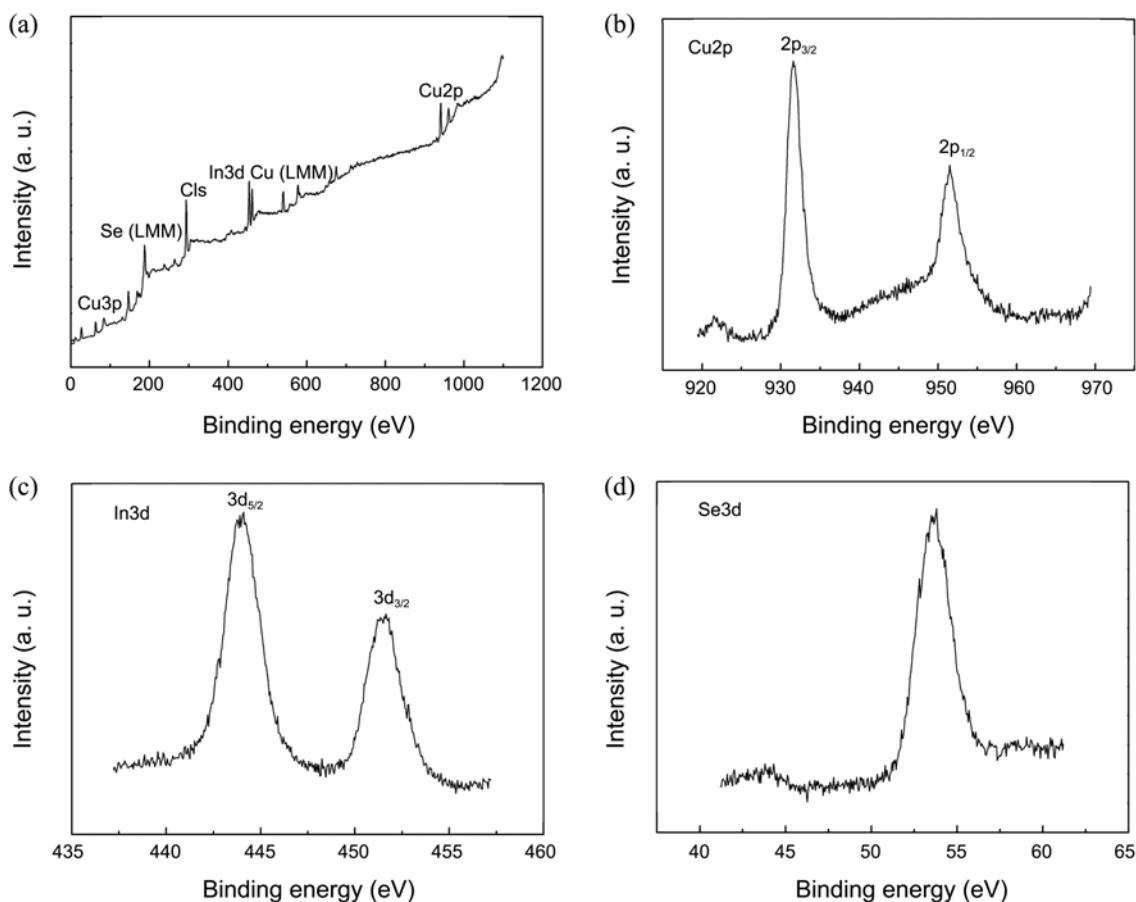 (a)
Cu2p
In3d Cu (LMM)
Cls
Se (LMM)
Cu3p
Intensity (a. u.)
0 200 400 600 800 1000 1200
Binding energy (eV)
(b)
Cu2p
2p3/2
2p1/2
Intensity (a. u.)
920 930 940 950 960 970
Binding energy (eV)
(c)
In3d
3d5/2
3d3/2
Intensity (a. u.)
435 440 445 450 455 460
Binding energy (eV)
(d)
Se3d
Intensity (a. u.)
40 45 50 55 60 65
Binding energy (eV)